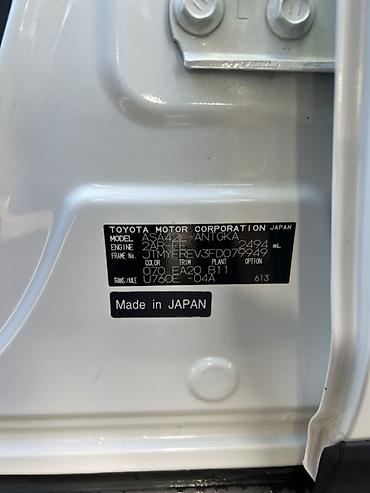 TOYOTA MOTOR CORPORATION JAPAN
MODEL ASA42L-ANTGKA
ENGINE 2AR-FE 2494 mL
FRAME No. JTMYFREV3FD079949
COLOR TRIM PLANT OPTION
070 EA20 B11
TRANS./AXLE U760E -04A 613
Made in JAPAN